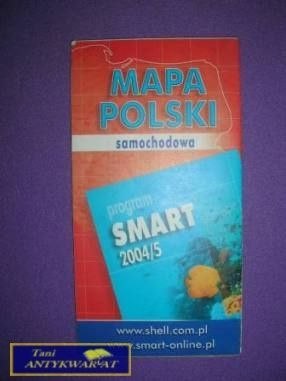 MAPA
POLSKI
samochodowa
program
SMART
2004/5
www.shell.com.pl
www.smart-online.pl
Tani
ANTYKWARIAT